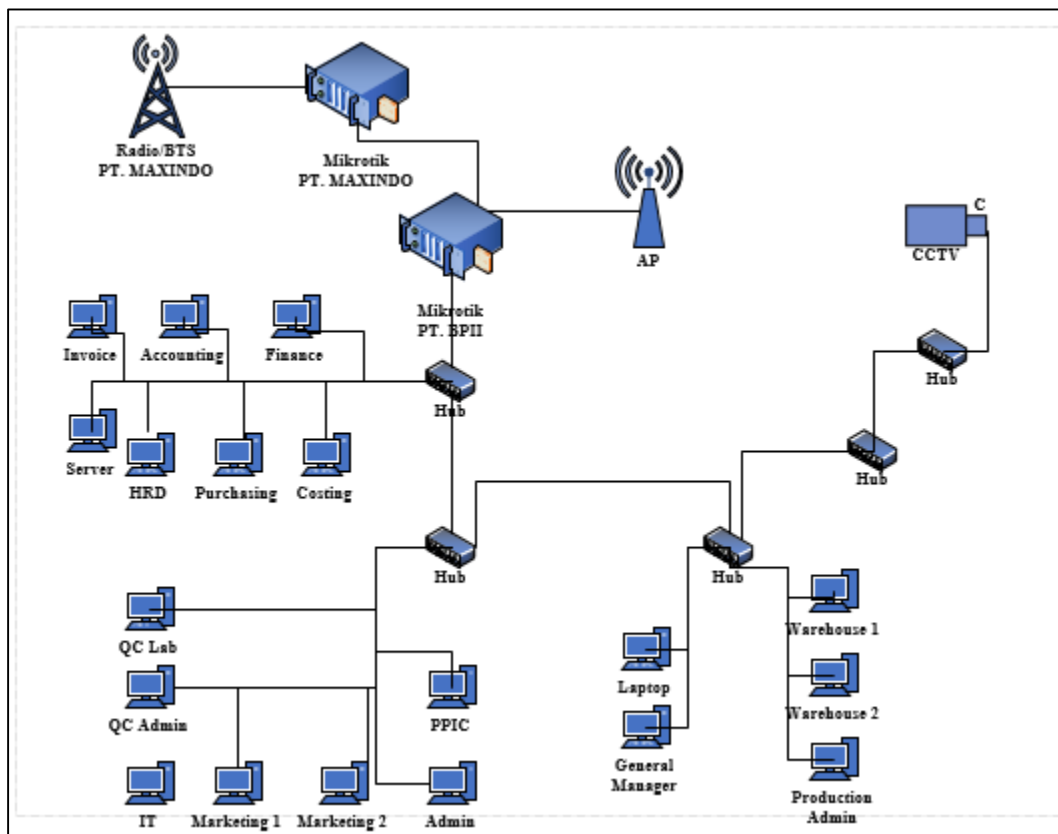 Radio/BTS
PT. MAXINDO
Mikrotik
PT. MAXINDO
AP
C
CCTV
Mikrotik
PT. BPII
Invoice
Accounting
Finance
Hub
Hub
Server
HRD
Purchasing
Costing
Hub
Hub
Hub
QC Lab
Warehouse 1
QC Admin
PPIC
Laptop
Warehouse 2
General
Manager
IT
Marketing 1
Marketing 2
Admin
Production
Admin